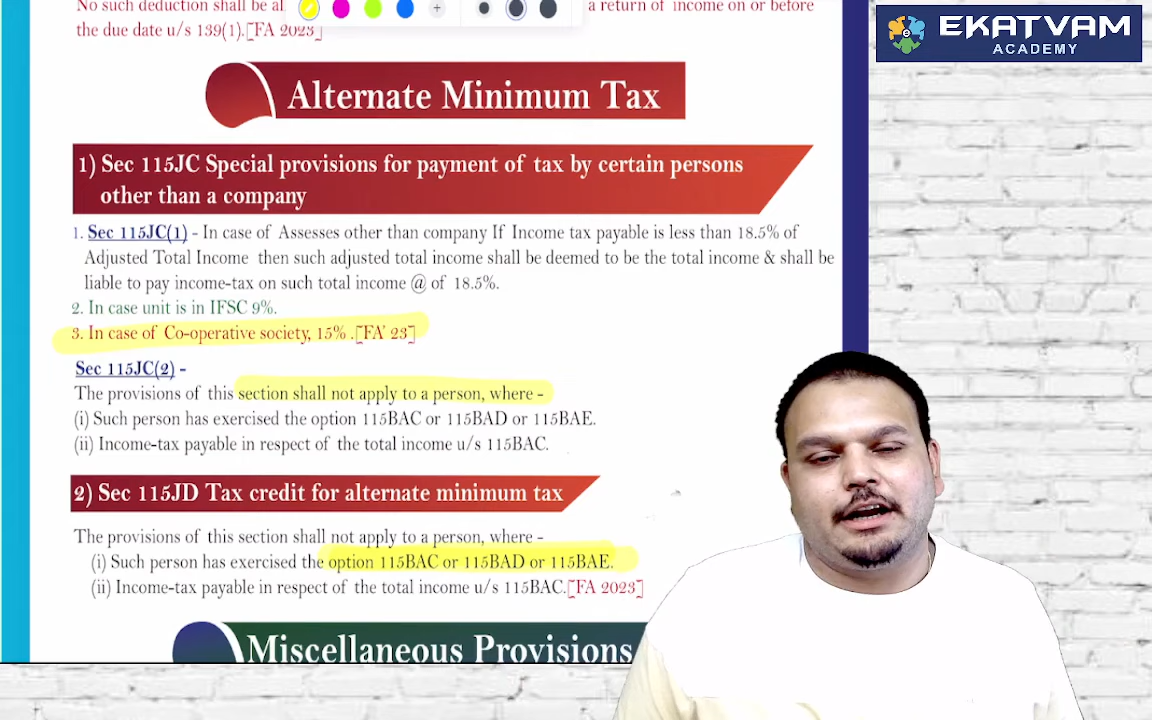 No such deduction shall be al a return of income on or before
the due date u/s 139(1).[FA 2023]
EKATVAM
ACADEMY
Alternate Minimum Tax
1) Sec 115JC Special provisions for payment of tax by certain persons
other than a company
1. Sec 115JC(1) - In case of Assesses other than company If Income tax payable is less than 18.5% of
Adjusted Total Income then such adjusted total income shall be deemed to be the total income & shall be
liable to pay income-tax on such total income @ of 18.5%.
2. In case unit is in IFSC 9%.
3. In case of Co-operative society, 15% .[FA' 23]
Sec 115JC(2) -
The provisions of this section shall not apply to a person, where -
(i) Such person has exercised the option 115BAC or 115BAD or 115BAE.
(ii) Income-tax payable in respect of the total income u/s 115BAC.
2) Sec 115JD Tax credit for alternate minimum tax
The provisions of this section shall not apply to a person, where -
(i) Such person has exercised the option 115BAC or 115BAD or 115BAE.
(ii) Income-tax payable in respect of the total income u/s 115BAC.[FA 2023]
Miscellaneous Provisions